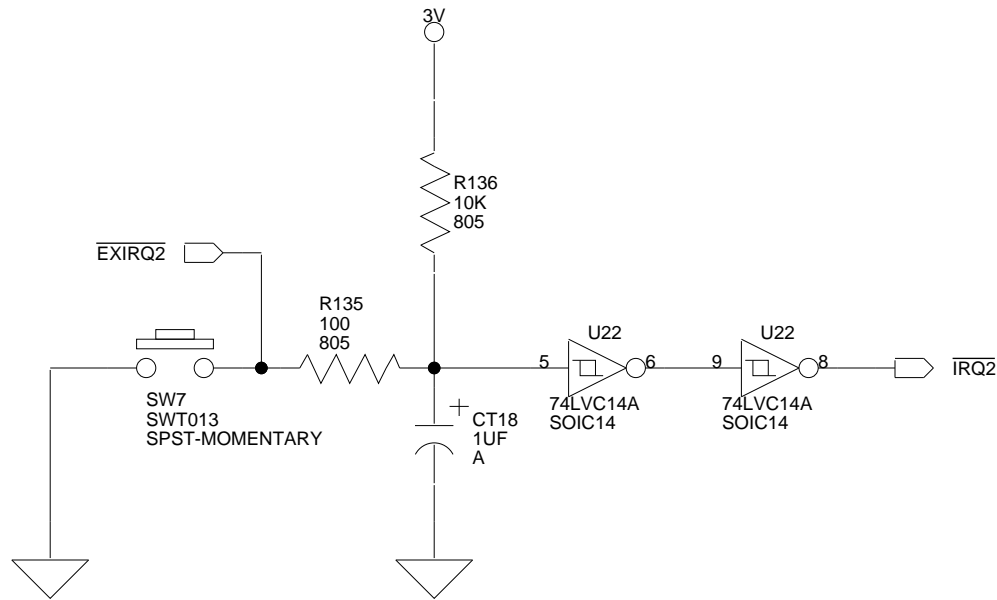 3V
R136
10K
805
EXIRQ2
R135
100
805
U22
U22
5
6
9
8
IRQ2
SW7
SWT013
SPST-MOMENTARY
CT18
1UF
A
74LVC14A
SOIC14
74LVC14A
SOIC14